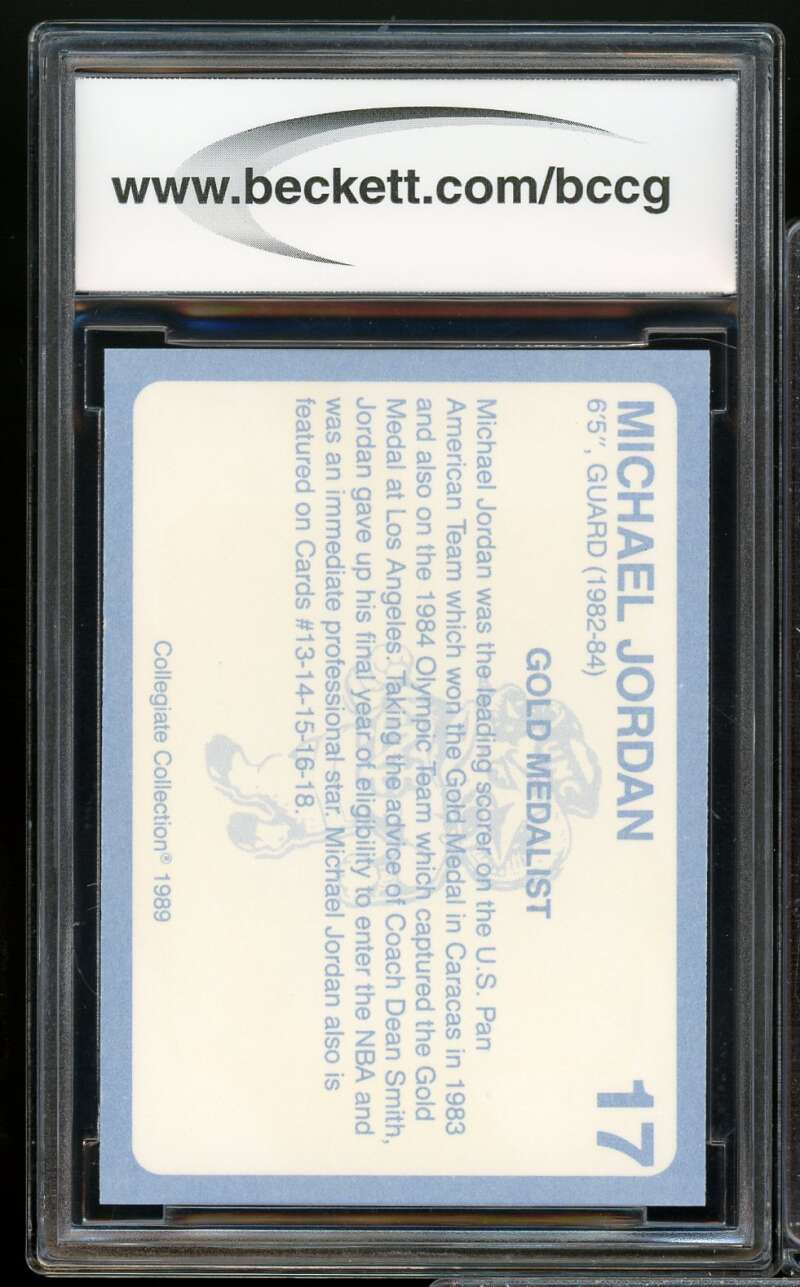 www.beckett.com/bccg
MICHAEL JORDAN 17
6'5", GUARD (1982-84)
GOLD MEDALIST
Michael Jordan was the leading scorer on the U.S. Pan
American Team which won the Gold Medal in Caracas in 1983
and also on the 1984 Olympic Team which captured the Gold
Medal at Los Angeles. Taking the advice of Coach Dean Smith,
Jordan gave up his final year of eligibility to enter the NBA and
was an immediate professional star. Michael Jordan also is
featured on Cards #13-14-15-16-18.
Collegiate Collection® 1989